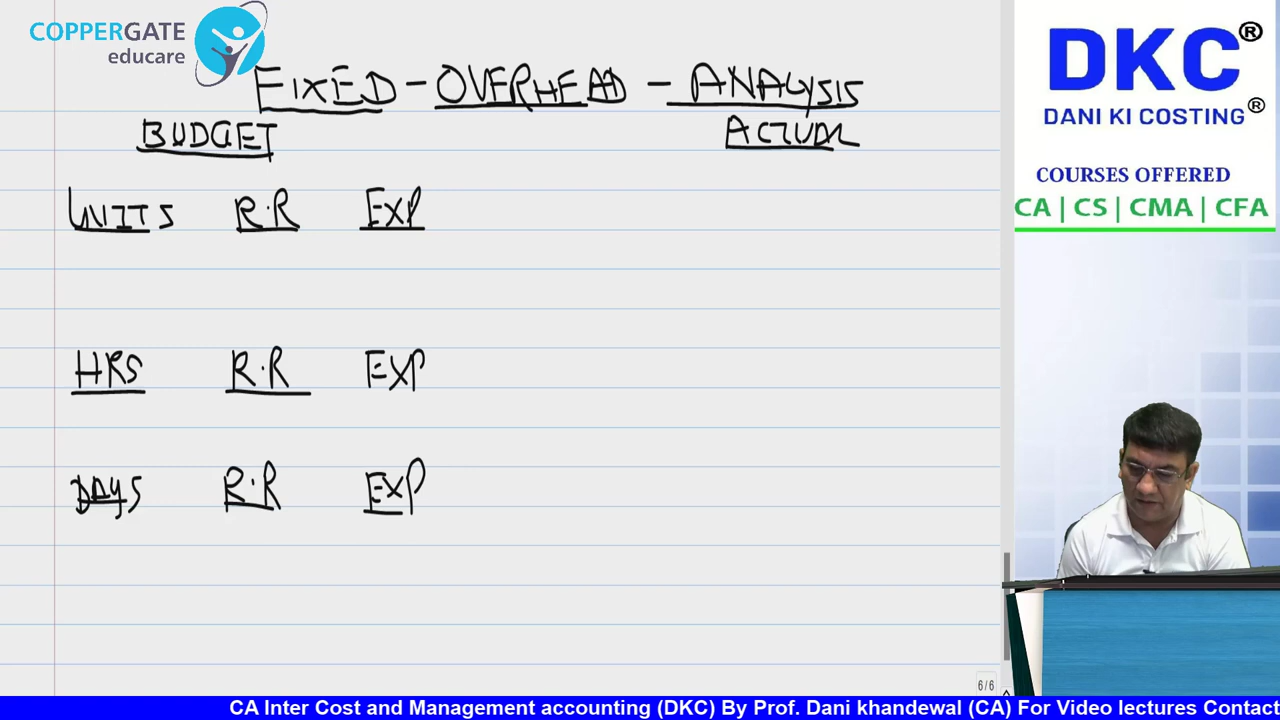 COPPERGATE
educare
FIXED - OVERHEAD - ANALYSIS
BUDGET ACTUAL
UNITS R.R EXP
HRS R.R EXP
DAYS R.R EXP
6/6
DKC®
DANI KI COSTING®
COURSES OFFERED
CA | CS | CMA | CFA
CA Inter Cost and Management accounting (DKC) By Prof. Dani khandewal (CA) For Video lectures Contact